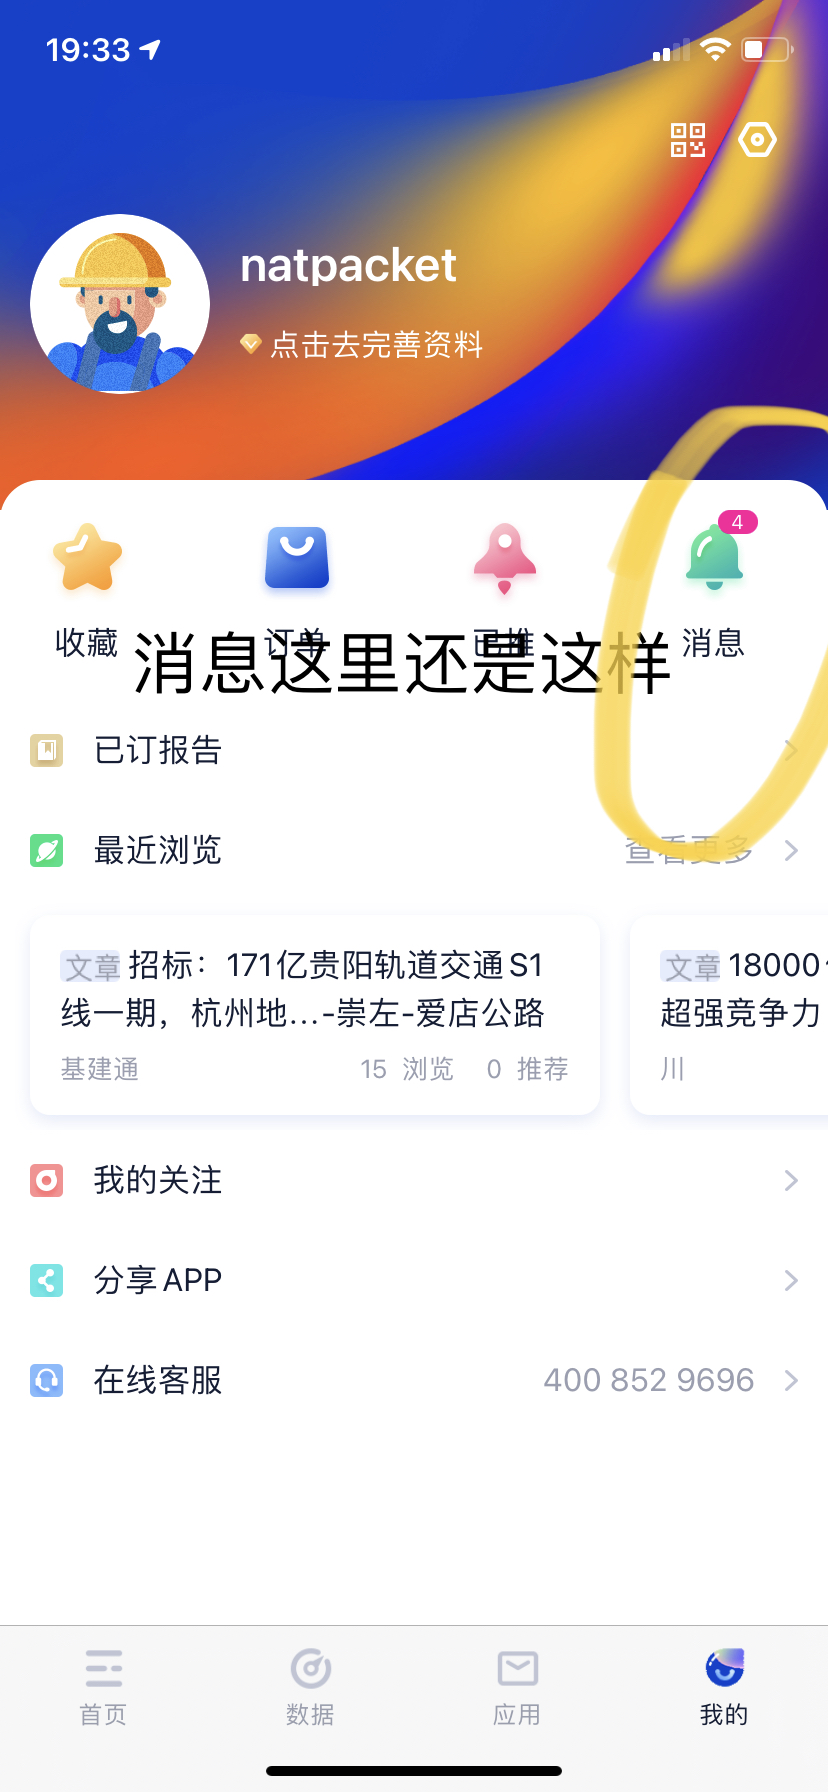 19:33
natpacket
点击去完善资料
4
收藏
订单
已推
消息
消息这里还是这样
已订报告
最近浏览
查看更多
文章 招标：171亿贵阳轨道交通S1
线一期，杭州地...-崇左-爱店公路
基建通
15 浏览 0 推荐
文章 18000
超强竞争力
川
我的关注
分享APP
在线客服
400 852 9696
首页
数据
应用
我的